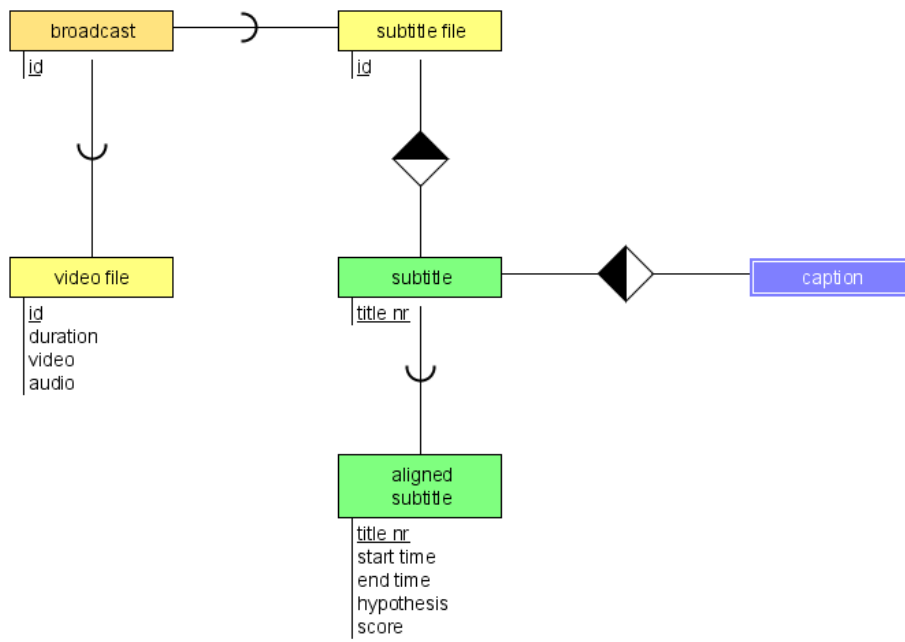 broadcast
id
subtitle file
id
video file
id
duration
video
audio
subtitle
title nr
caption
aligned
subtitle
title nr
start time
end time
hypothesis
score